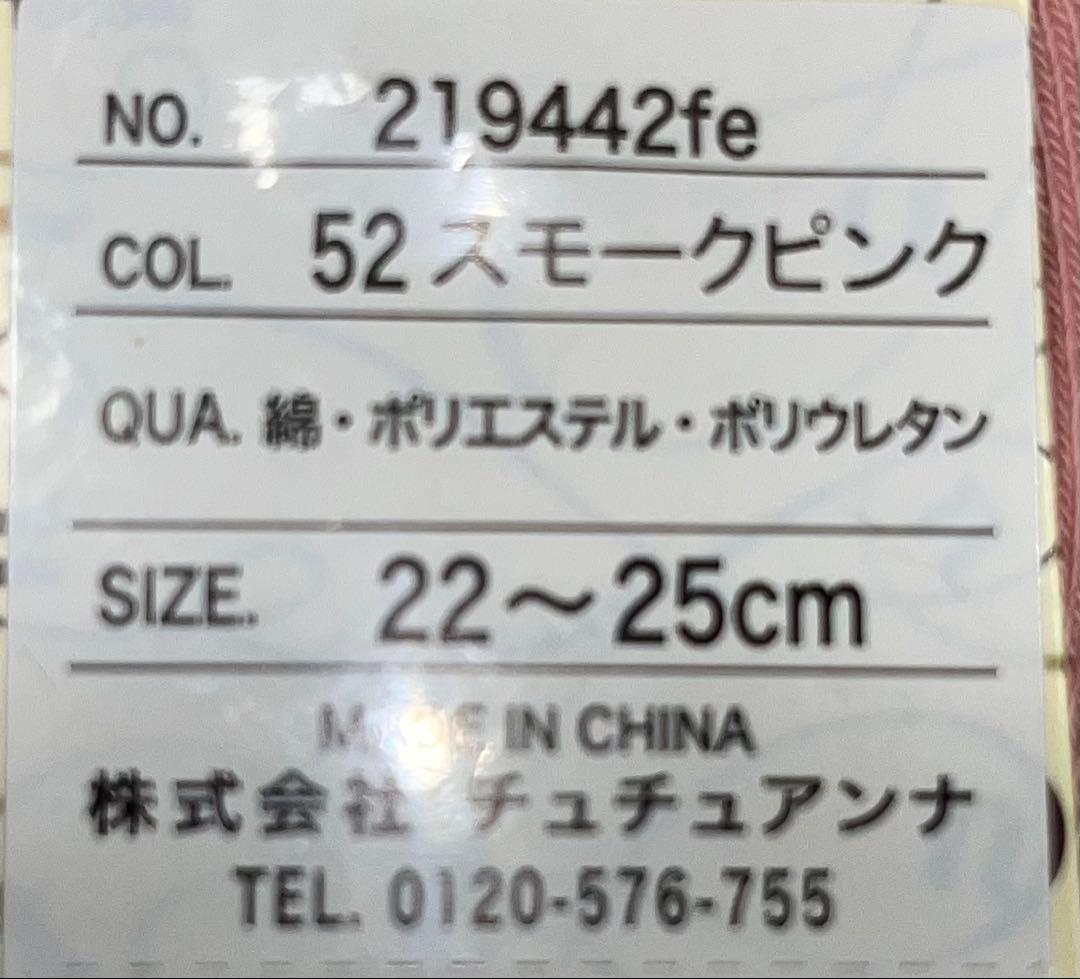 NO. 219442fe
COL. 52 スモークピンク
QUA. 綿・ポリエステル・ポリウレタン
SIZE. 22～25cm
MADE IN CHINA
株式会社 チュチュアンナ
TEL. 0120-576-755